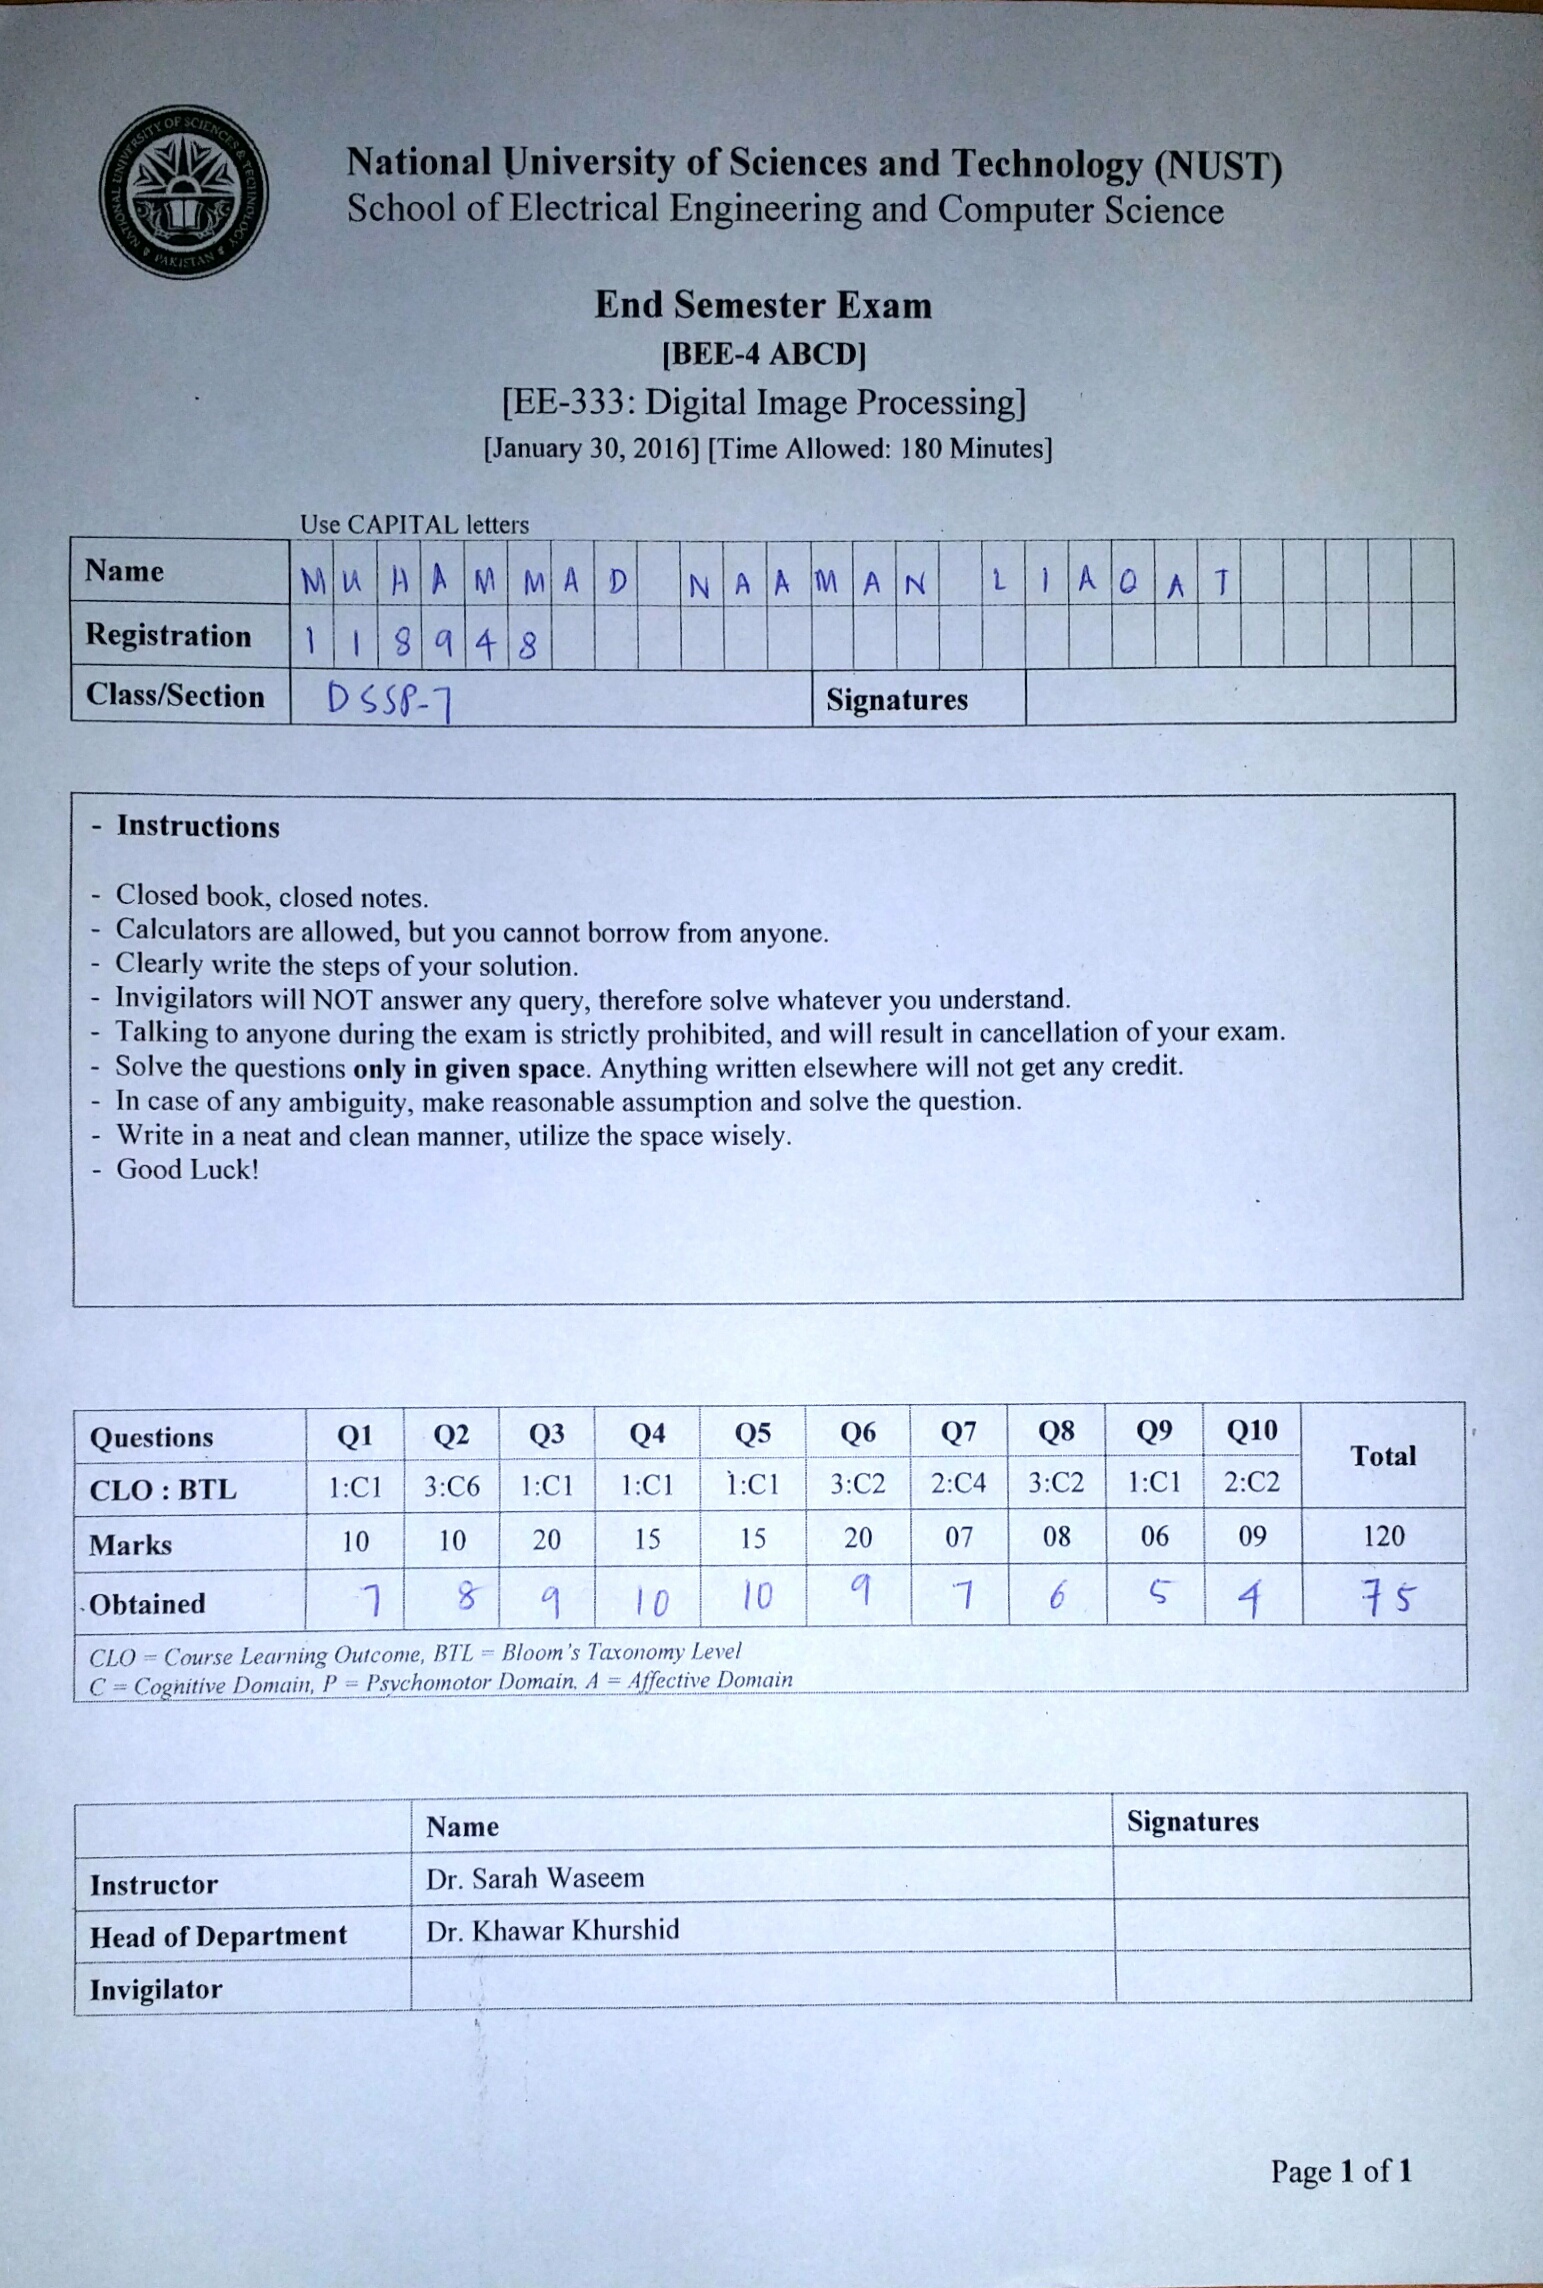 NATIONAL UNIVERSITY OF SCIENCES & TECHNOLOGY
PAKISTAN
National University of Sciences and Technology (NUST)
School of Electrical Engineering and Computer Science
End Semester Exam
[BEE-4 ABCD]
[EE-333: Digital Image Processing]
[January 30, 2016] [Time Allowed: 180 Minutes]
Use CAPITAL letters
Name MUHAMMAD NAAMAN LIAQAT
Registration 118948
Class/Section DSSP-7 Signatures
- Instructions
- Closed book, closed notes.
- Calculators are allowed, but you cannot borrow from anyone.
- Clearly write the steps of your solution.
- Invigilators will NOT answer any query, therefore solve whatever you understand.
- Talking to anyone during the exam is strictly prohibited, and will result in cancellation of your exam.
- Solve the questions only in given space. Anything written elsewhere will not get any credit.
- In case of any ambiguity, make reasonable assumption and solve the question.
- Write in a neat and clean manner, utilize the space wisely.
- Good Luck!
Questions Q1 Q2 Q3 Q4 Q5 Q6 Q7 Q8 Q9 Q10 Total
CLO : BTL 1:C1 3:C6 1:C1 1:C1 1:C1 3:C2 2:C4 3:C2 1:C1 2:C2
Marks 10 10 20 15 15 20 07 08 06 09 120
Obtained 7 8 9 10 10 9 7 6 5 4 75
CLO = Course Learning Outcome, BTL = Bloom's Taxonomy Level
C = Cognitive Domain, P = Psychomotor Domain, A = Affective Domain
Name Signatures
Instructor Dr. Sarah Waseem
Head of Department Dr. Khawar Khurshid
Invigilator
Page 1 of 1